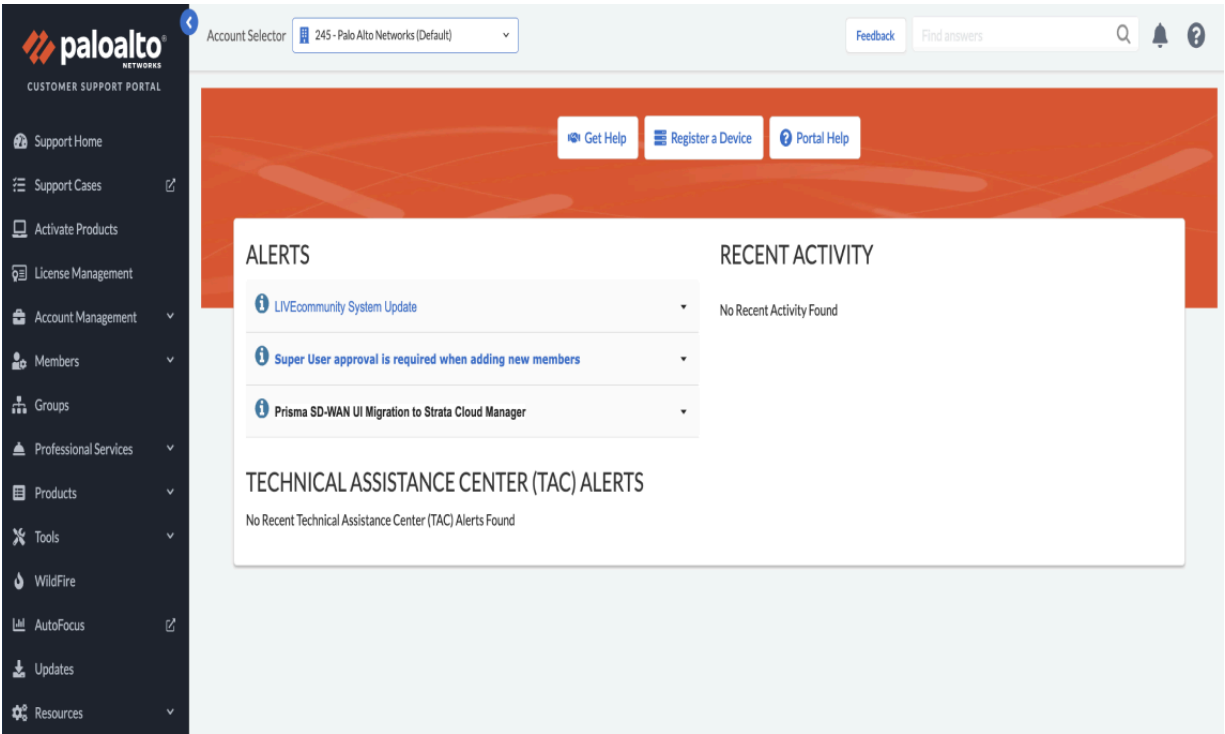 paloalto®
NETWORKS
CUSTOMER SUPPORT PORTAL
Support Home
Support Cases
Activate Products
License Management
Account Management
Members
Groups
Professional Services
Products
Tools
WildFire
AutoFocus
Updates
Resources
Account Selector 245 - Palo Alto Networks (Default)
Feedback Find answers
Get Help Register a Device Portal Help
ALERTS
LIVEcommunity System Update
Super User approval is required when adding new members
Prisma SD-WAN UI Migration to Strata Cloud Manager
TECHNICAL ASSISTANCE CENTER (TAC) ALERTS
No Recent Technical Assistance Center (TAC) Alerts Found
RECENT ACTIVITY
No Recent Activity Found